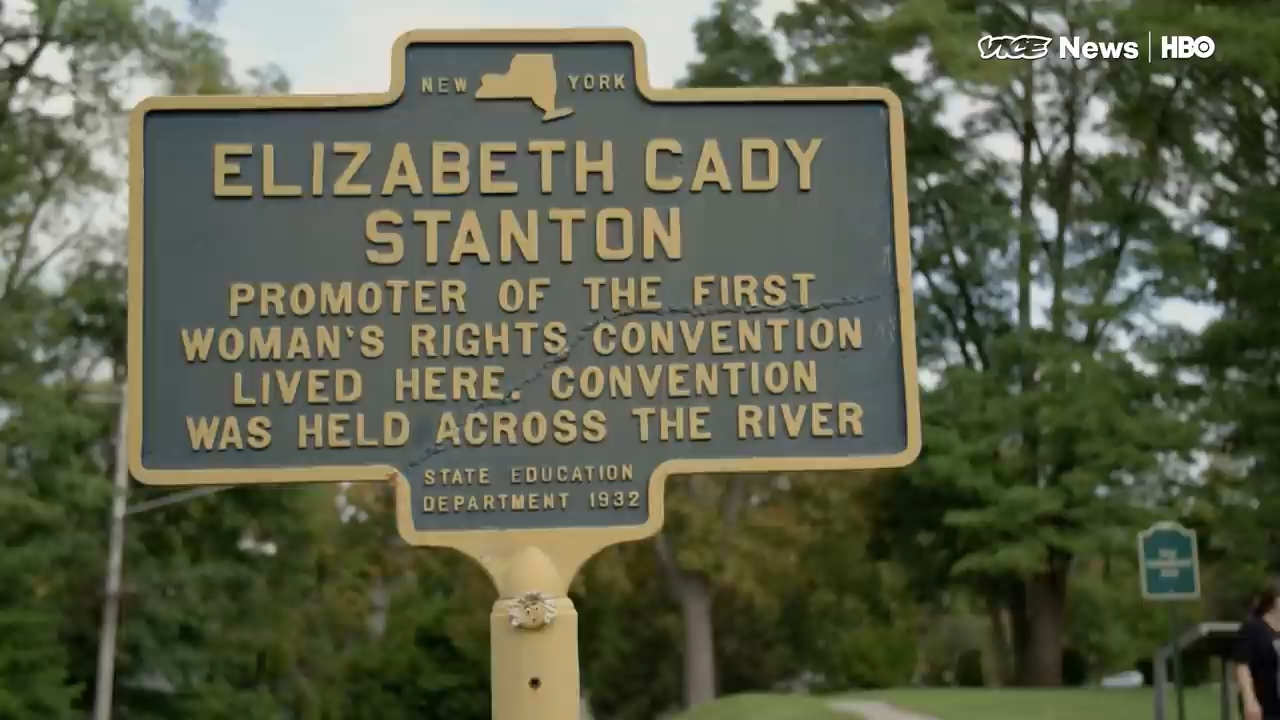 VICE News | HBO
NEW YORK
ELIZABETH CADY
STANTON
PROMOTER OF THE FIRST
WOMAN'S RIGHTS CONVENTION
LIVED HERE. CONVENTION
WAS HELD ACROSS THE RIVER
STATE EDUCATION
DEPARTMENT 1932